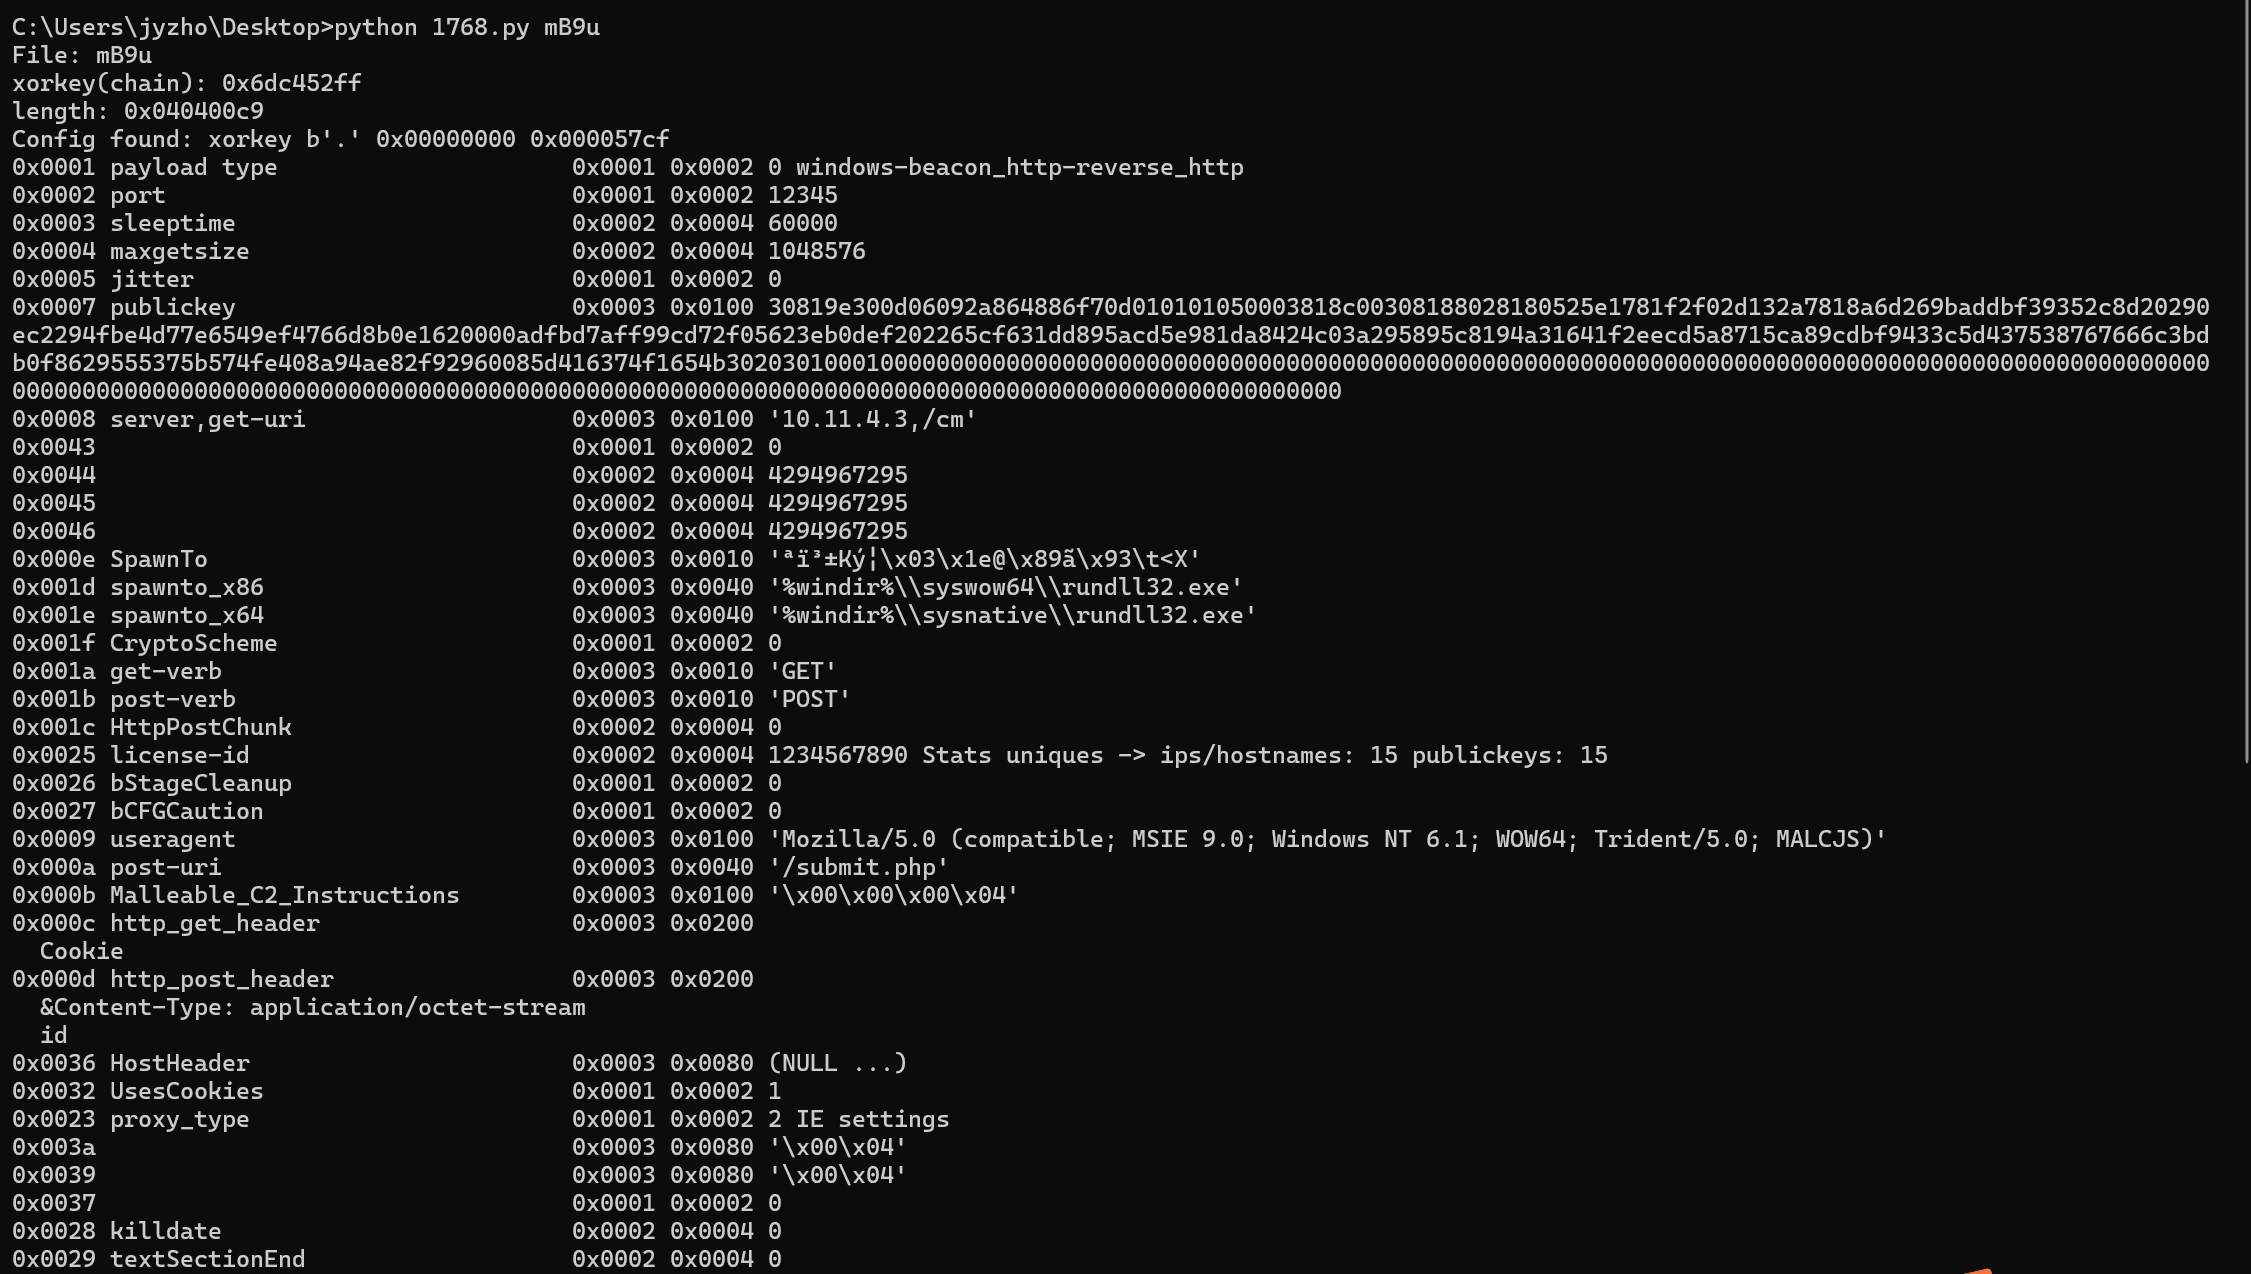 C:\Users\jyzho\Desktop>python 1768.py mB9u
File: mB9u
xorkey(chain): 0x6dc452ff
length: 0x040400c9
Config found: xorkey b'.' 0x00000000 0x000057cf
0x0001 payload type                     0x0001 0x0002 0 windows-beacon_http-reverse_http
0x0002 port                             0x0001 0x0002 12345
0x0003 sleeptime                        0x0002 0x0004 60000
0x0004 maxgetsize                       0x0002 0x0004 1048576
0x0005 jitter                           0x0001 0x0002 0
0x0007 publickey                        0x0003 0x0100 30819e300d06092a864886f70d010101050003818c00308188028180525e1781f2f02d132a7818a6d269baddbf39352c8d20290
ec2294fbe4d77e6549ef4766d8b0e1620000adfbd7aff99cd72f05623eb0def202265cf631dd895acd5e981da8424c03a295895c8194a31641f2eecd5a8715ca89cdbf9433c5d437538767666c3bd
b0f8629555375b574fe408a94ae82f92960085d416374f1654b30203010001000000000000000000000000000000000000000000000000000000000000000000000000000000000000000000000000
00000000000000000000000000000000000000000000000000000000000000000000000000000000000000000000000
0x0008 server,get-uri                   0x0003 0x0100 '10.11.4.3,/cm'
0x0043                                  0x0001 0x0002 0
0x0044                                  0x0002 0x0004 4294967295
0x0045                                  0x0002 0x0004 4294967295
0x0046                                  0x0002 0x0004 4294967295
0x000e SpawnTo                          0x0003 0x0010 'ªï³±Ký¦\x03\x1e@\x89ã\x93\t<X'
0x001d spawnto_x86                      0x0003 0x0040 '%windir%\\syswow64\\rundll32.exe'
0x001e spawnto_x64                      0x0003 0x0040 '%windir%\\sysnative\\rundll32.exe'
0x001f CryptoScheme                     0x0001 0x0002 0
0x001a get-verb                         0x0003 0x0010 'GET'
0x001b post-verb                        0x0003 0x0010 'POST'
0x001c HttpPostChunk                    0x0002 0x0004 0
0x0025 license-id                       0x0002 0x0004 1234567890 Stats uniques -> ips/hostnames: 15 publickeys: 15
0x0026 bStageCleanup                    0x0001 0x0002 0
0x0027 bCFGCaution                      0x0001 0x0002 0
0x0009 useragent                        0x0003 0x0100 'Mozilla/5.0 (compatible; MSIE 9.0; Windows NT 6.1; WOW64; Trident/5.0; MALCJS)'
0x000a post-uri                         0x0003 0x0040 '/submit.php'
0x000b Malleable_C2_Instructions        0x0003 0x0100 '\x00\x00\x00\x04'
0x000c http_get_header                  0x0003 0x0200
  Cookie
0x000d http_post_header                 0x0003 0x0200
  &Content-Type: application/octet-stream
  id
0x0036 HostHeader                       0x0003 0x0080 (NULL ...)
0x0032 UsesCookies                      0x0001 0x0002 1
0x0023 proxy_type                       0x0001 0x0002 2 IE settings
0x003a                                  0x0003 0x0080 '\x00\x04'
0x0039                                  0x0003 0x0080 '\x00\x04'
0x0037                                  0x0001 0x0002 0
0x0028 killdate                         0x0002 0x0004 0
0x0029 textSectionEnd                   0x0002 0x0004 0